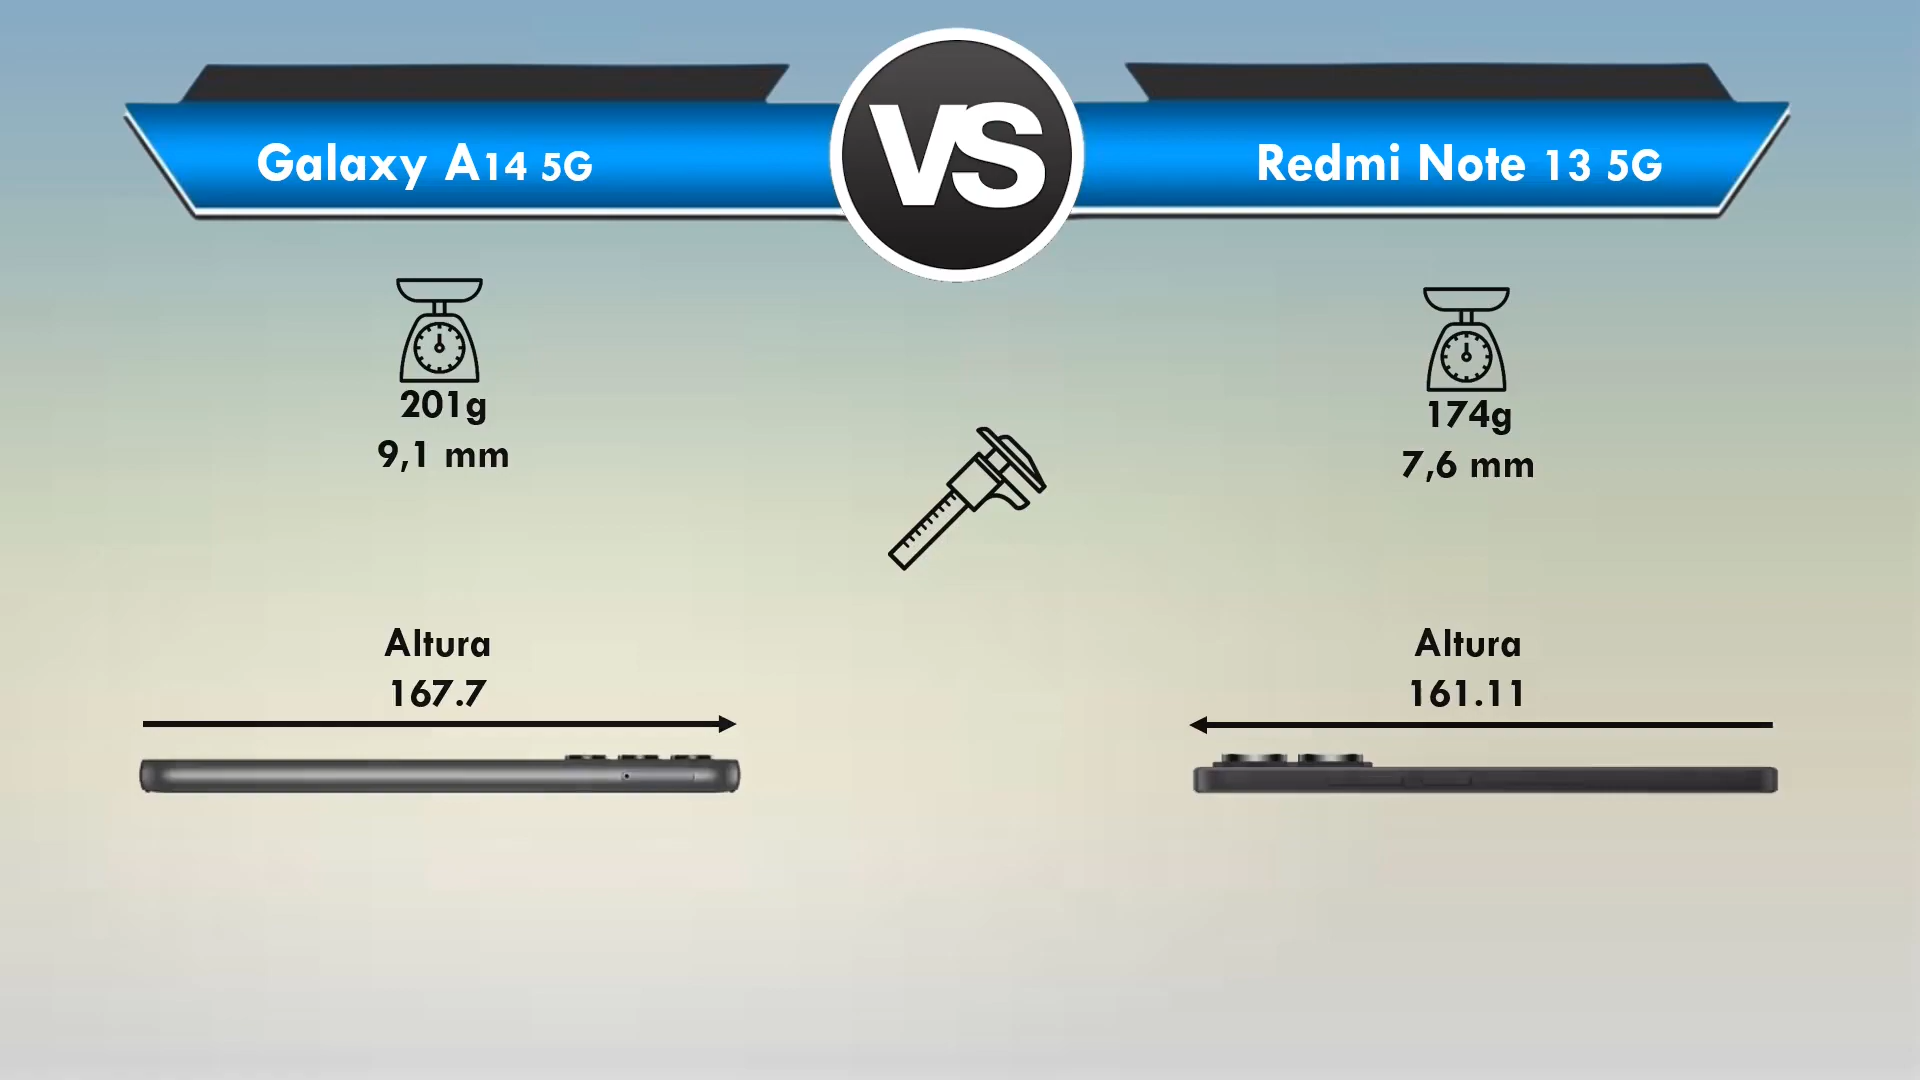 Galaxy A14 5G
VS
Redmi Note 13 5G
201g
9,1 mm
174g
7,6 mm
Altura
167.7
Altura
161.11